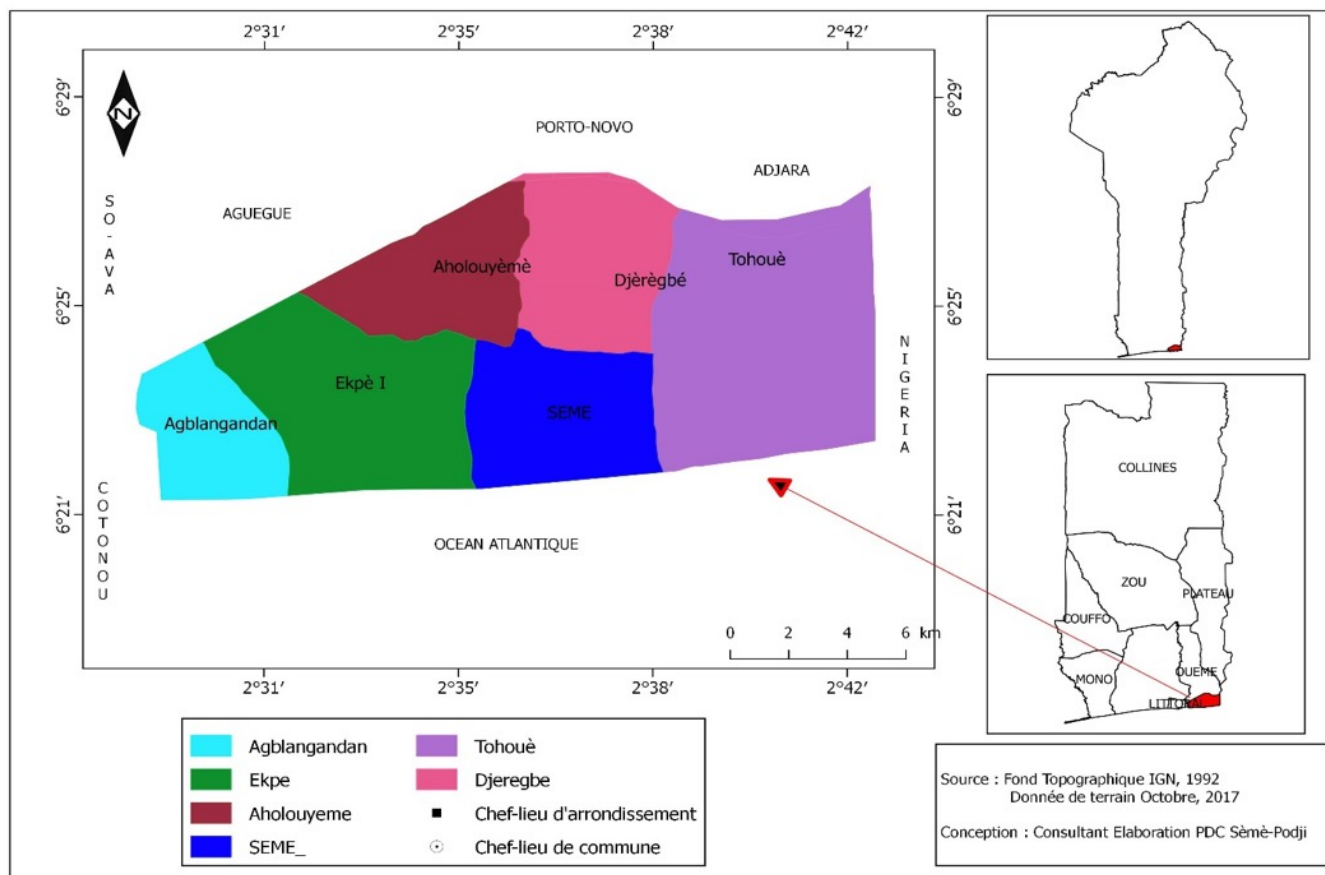 2°31′ 2°35′ 2°38′ 2°42′
6°29′ 6°29′
N
PORTO-NOVO
ADJARA
SO-AVA
AGUEGUE
Aholouyèmè
Djèrègbé
Tohouè
6°25′ 6°25′
NIGERIA
Ekpè I
SEME
Agblangandan
COTONOU
6°21′ 6°21′
OCEAN ATLANTIQUE
0 2 4 6 km
2°31′ 2°35′ 2°38′ 2°42′
COLLINES
ZOU
PLATEAU
COUFFO
MONO
OUEME
LITTORAL
Agblangandan
Ekpe
Aholouyeme
SEME_
Tohouè
Djeregbe
Chef-lieu d'arrondissement
Chef-lieu de commune
Source : Fond Topographique IGN, 1992
Donnée de terrain Octobre, 2017
Conception : Consultant Elaboration PDC Sèmè-Podji